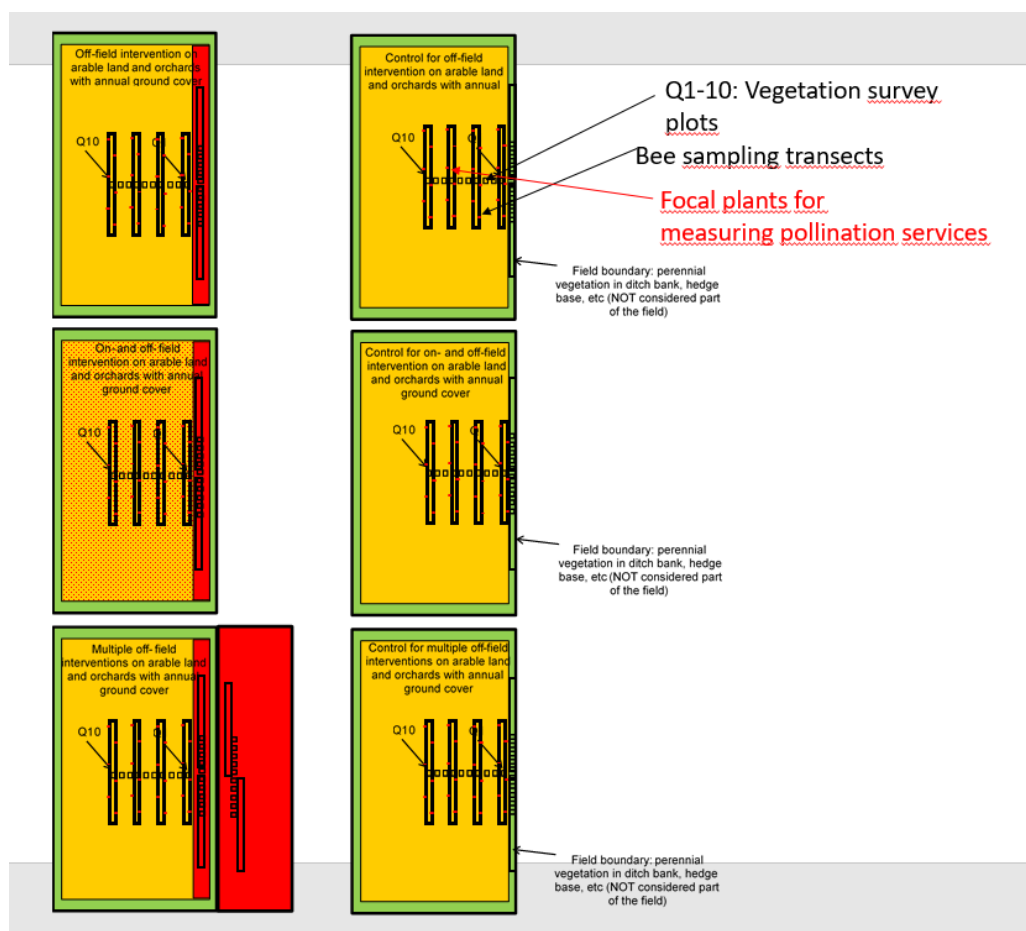 Off-field intervention on
arable land and orchards
with annual ground cover
Q10
Q
Control for off-field
intervention on arable land
and orchards with annual
Q10
Q
Q1-10: Vegetation survey
plots
Bee sampling transects
Focal plants for
measuring pollination services
Field boundary: perennial
vegetation in ditch bank, hedge
base, etc (NOT considered part
of the field)
On- and off- field
intervention on arable land
and orchards with annual
ground cover
Q10
Q
Control for on- and off-field
intervention on arable land
and orchards with annual
ground cover
Q10
Q
Field boundary: perennial
vegetation in ditch bank, hedge
base, etc (NOT considered part
of the field)
Multiple off- field
interventions on arable land
and orchards with annual
ground cover
Q10
Q
Control for multiple off-field
interventions on arable land
and orchards with annual
ground cover
Q10
Q
Field boundary: perennial
vegetation in ditch bank, hedge
base, etc (NOT considered part
of the field)